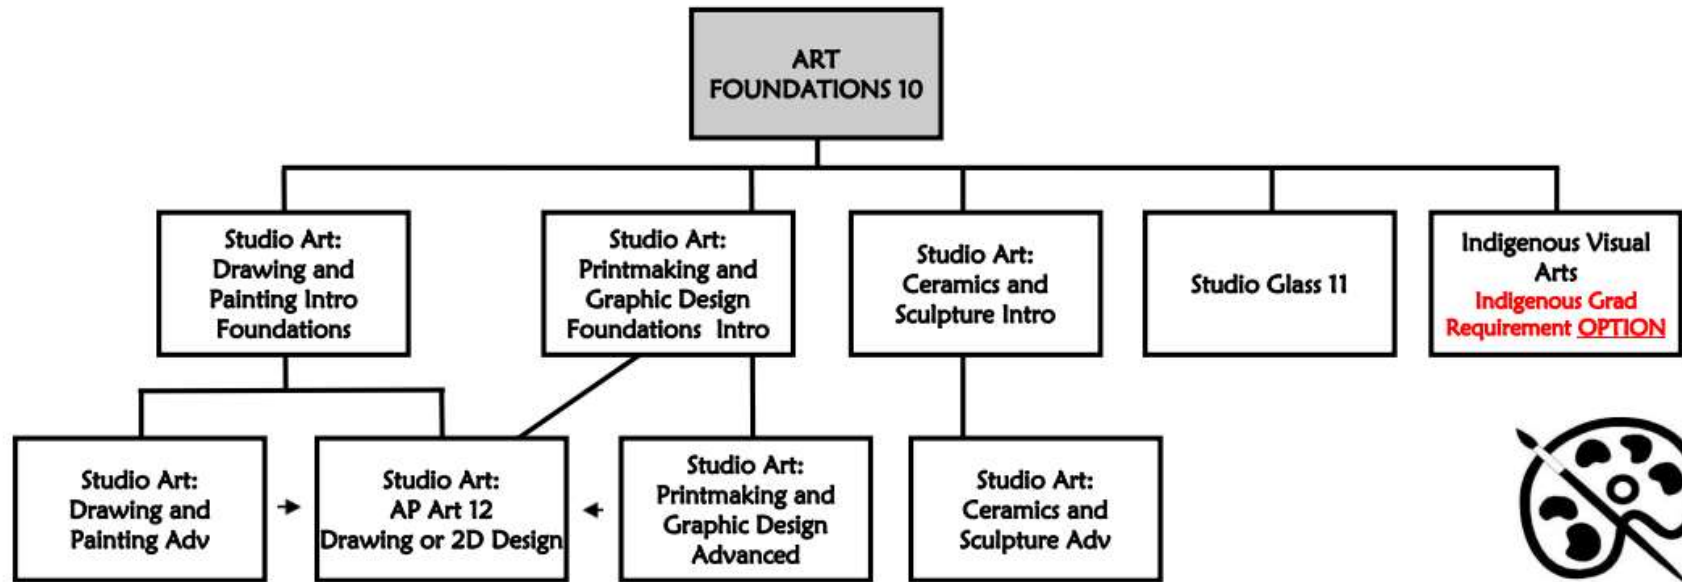 ART
FOUNDATIONS 10
Studio Art:
Drawing and
Painting Intro
Foundations
Studio Art:
Printmaking and
Graphic Design
Foundations  Intro
Studio Art:
Ceramics and
Sculpture Intro
Studio Glass 11
Indigenous Visual
Arts
Indigenous Grad
Requirement OPTION
Studio Art:
Drawing and
Painting Adv
Studio Art:
AP Art 12
Drawing or 2D Design
Studio Art:
Printmaking and
Graphic Design
Advanced
Studio Art:
Ceramics and
Sculpture Adv